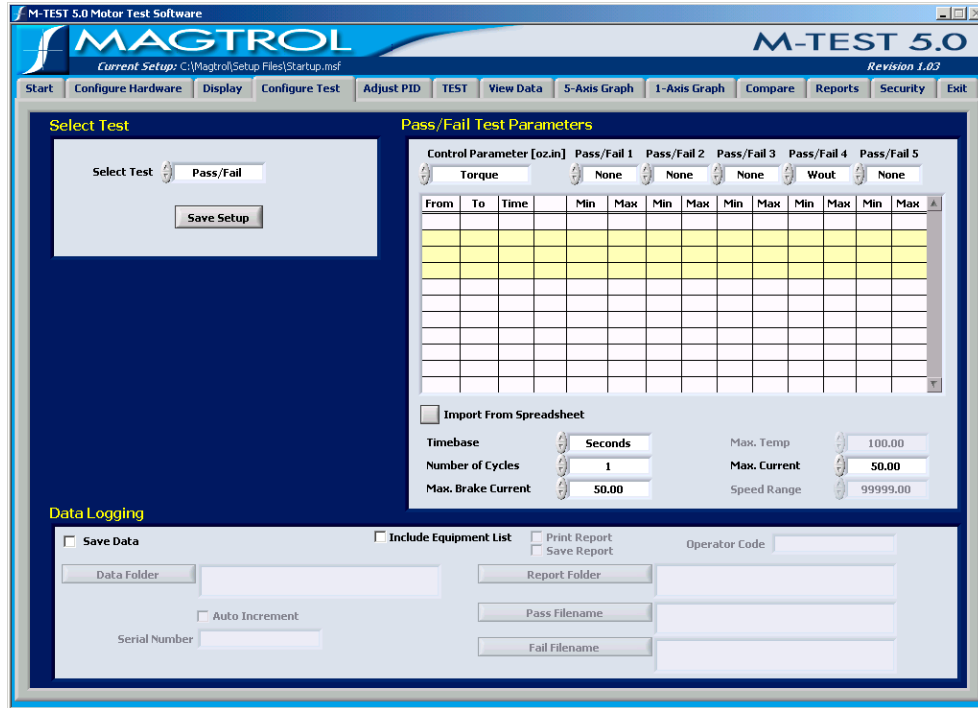 M-TEST 5.0 Motor Test Software
MAGTROL
M-TEST 5.0
Current Setup: C:\Magtrol\Setup Files\Startup.msf
Revision 1.03
Start Configure Hardware Display Configure Test Adjust PID TEST View Data 5-Axis Graph 1-Axis Graph Compare Reports Security Exit
Select Test
Select Test Pass/Fail
Save Setup
Pass/Fail Test Parameters
Control Parameter [oz.in] Pass/Fail 1 Pass/Fail 2 Pass/Fail 3 Pass/Fail 4 Pass/Fail 5
Torque None None None Wout None
From To Time Min Max Min Max Min Max Min Max Min Max
Import From Spreadsheet
Timebase Seconds Max. Temp 100.00
Number of Cycles 1 Max. Current 50.00
Max. Brake Current 50.00 Speed Range 99999.00
Data Logging
Save Data
Include Equipment List
Print Report
Save Report
Operator Code
Data Folder
Report Folder
Auto Increment
Pass Filename
Serial Number
Fail Filename